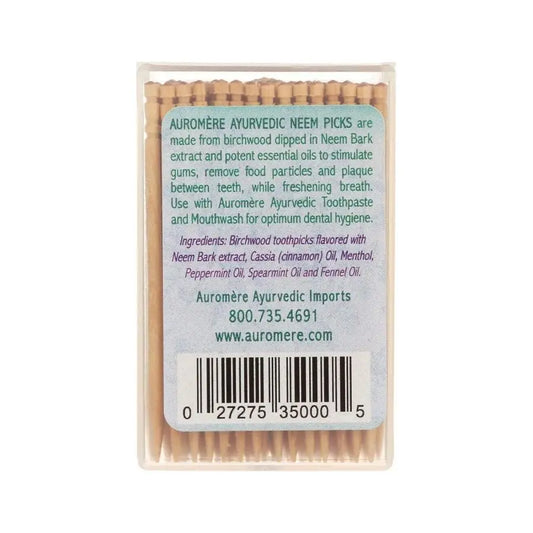 AUROMÈRE AYURVEDIC NEEM PICKS are
made from birchwood dipped in Neem Bark
extract and potent essential oils to stimulate
gums, remove food particles and plaque
between teeth, while freshening breath.
Use with Auromère Ayurvedic Toothpaste
and Mouthwash for optimum dental hygiene.
Ingredients: Birchwood toothpicks flavored with
Neem Bark extract, Cassia (cinnamon) Oil, Menthol,
Peppermint Oil, Spearmint Oil and Fennel Oil.
Auromère Ayurvedic Imports
800.735.4691
www.auromere.com
0 27275 35000 5